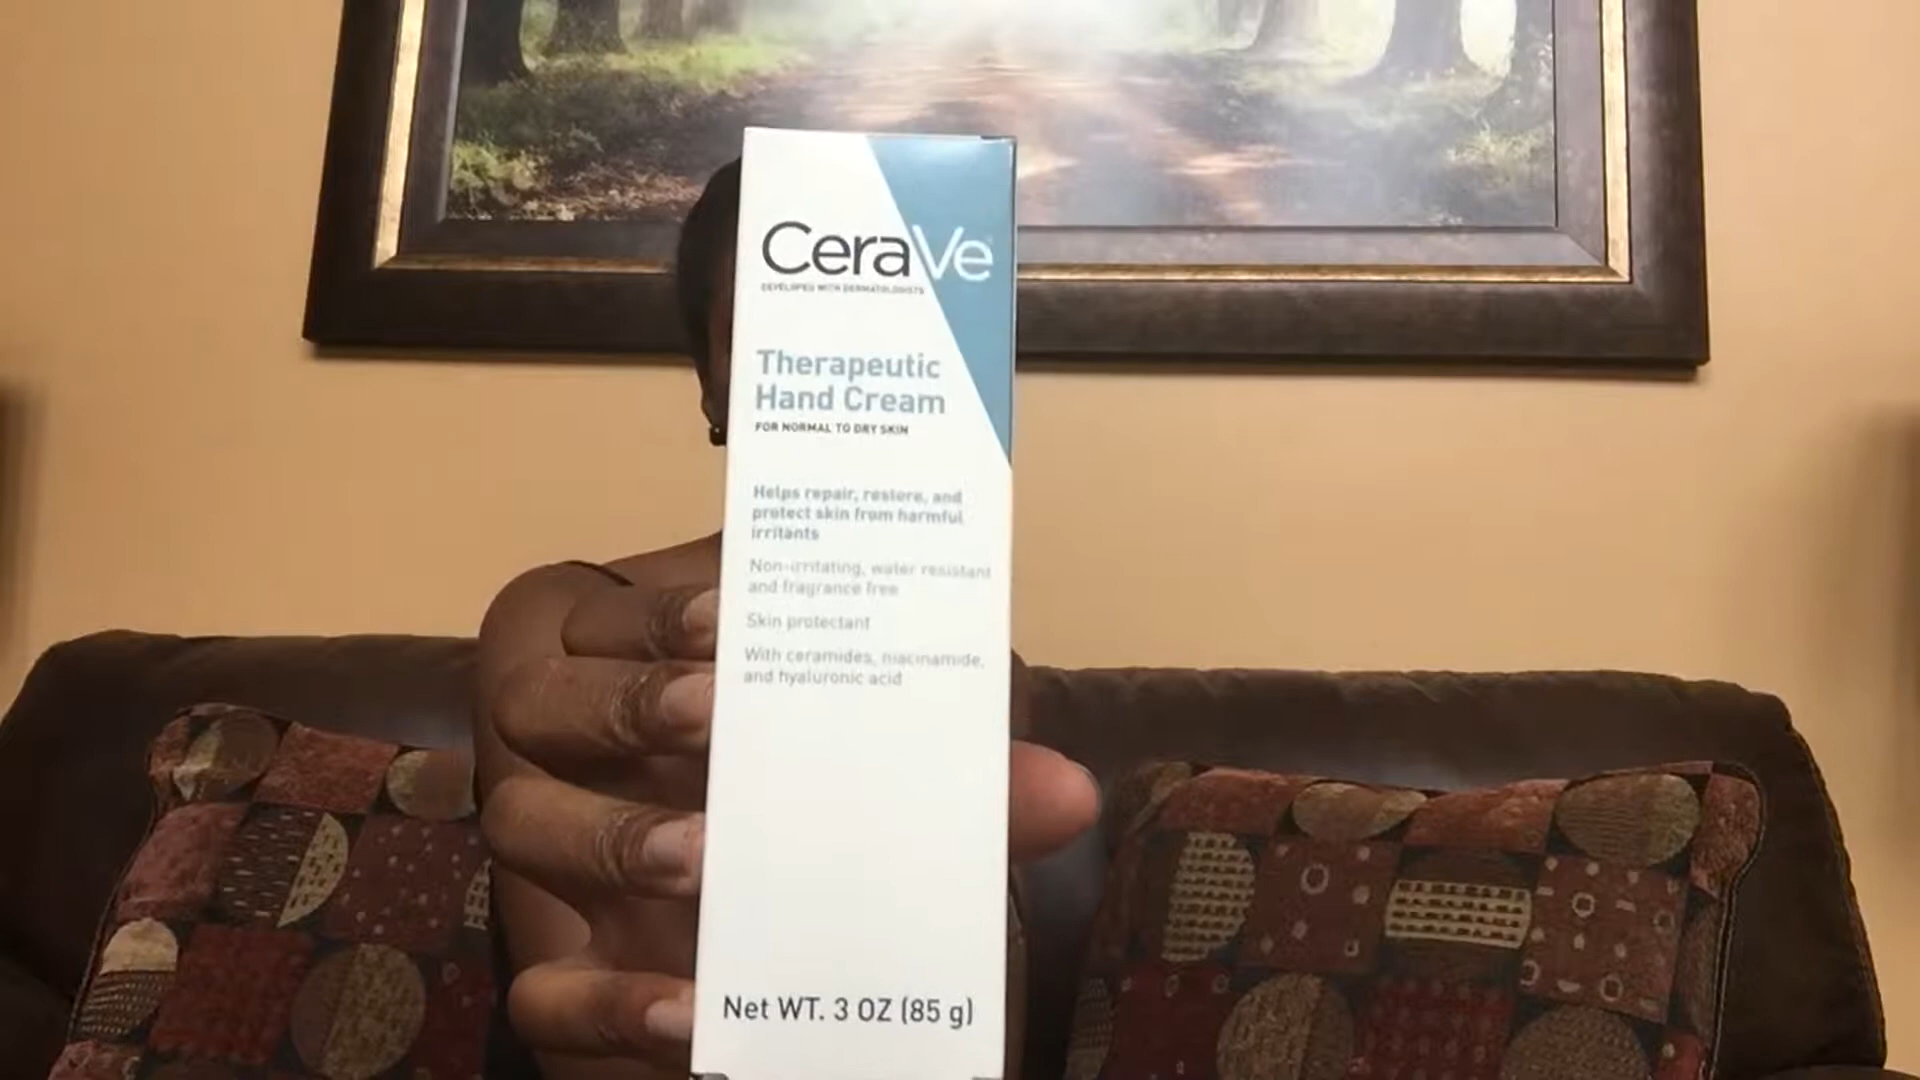 CeraVe
DEVELOPED WITH DERMATOLOGISTS
Therapeutic
Hand Cream
FOR NORMAL TO DRY SKIN
Helps repair, restore, and
protect skin from harmful
irritants
Non-irritating, water resistant
and fragrance free
Skin protectant
With ceramides, niacinamide,
and hyaluronic acid
Net WT. 3 OZ (85 g)